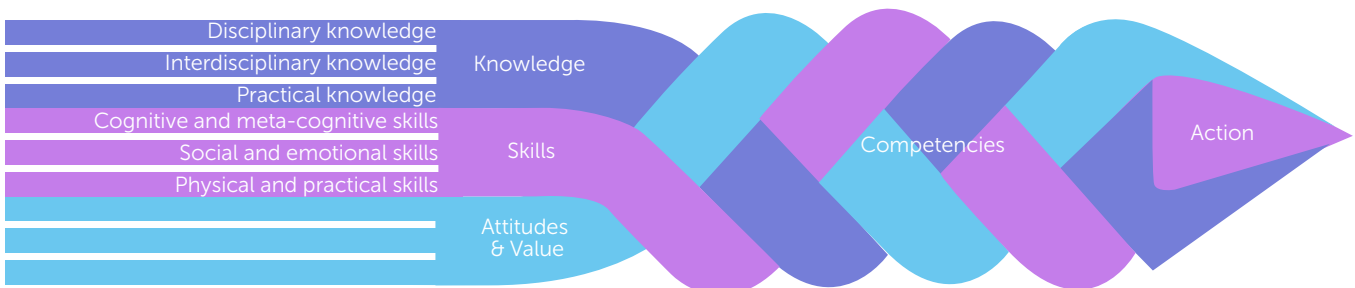 Disciplinary knowledge
Interdisciplinary knowledge
Practical knowledge
Knowledge
Cognitive and meta-cognitive skills
Social and emotional skills
Physical and practical skills
Skills
Attitudes
& Value
Competencies
Action